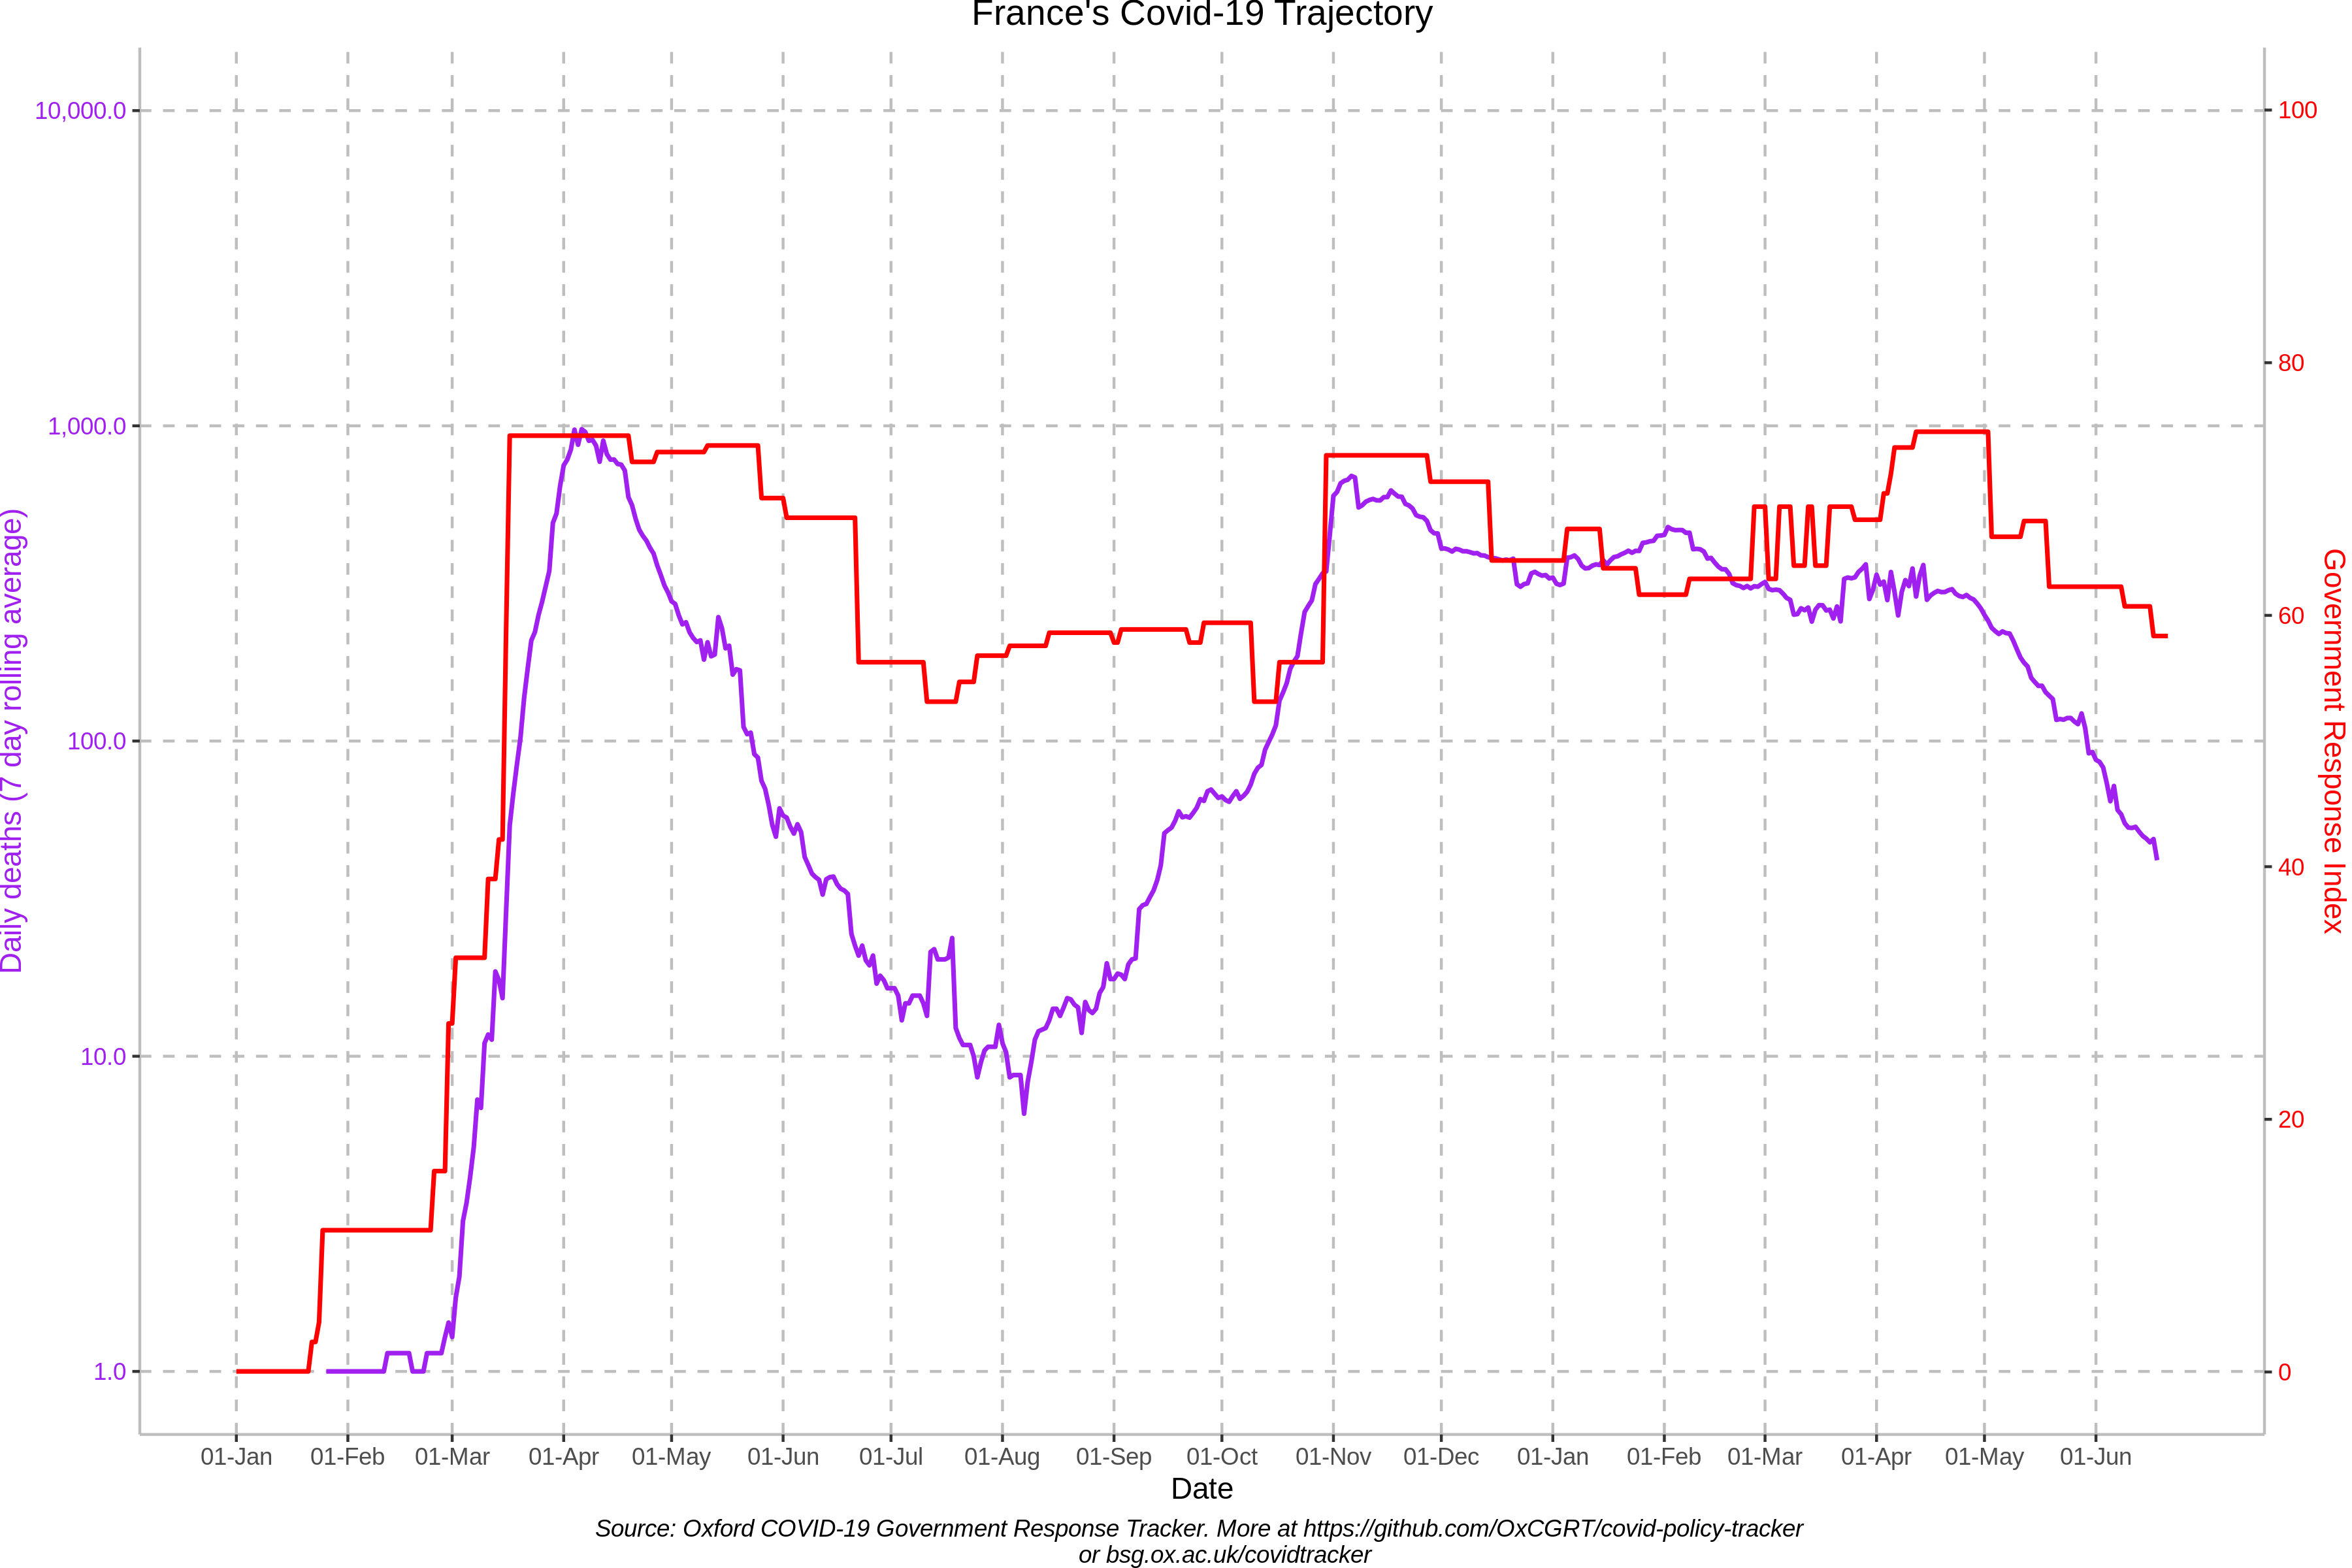 France's Covid-19 Trajectory
10,000.0
1,000.0
100.0
10.0
1.0
Daily deaths (7 day rolling average)
100
80
60
40
20
0
Government Response Index
01-Jan 01-Feb 01-Mar 01-Apr 01-May 01-Jun 01-Jul 01-Aug 01-Sep 01-Oct 01-Nov 01-Dec 01-Jan 01-Feb 01-Mar 01-Apr 01-May 01-Jun
Date
Source: Oxford COVID-19 Government Response Tracker. More at https://github.com/OxCGRT/covid-policy-tracker
or bsg.ox.ac.uk/covidtracker